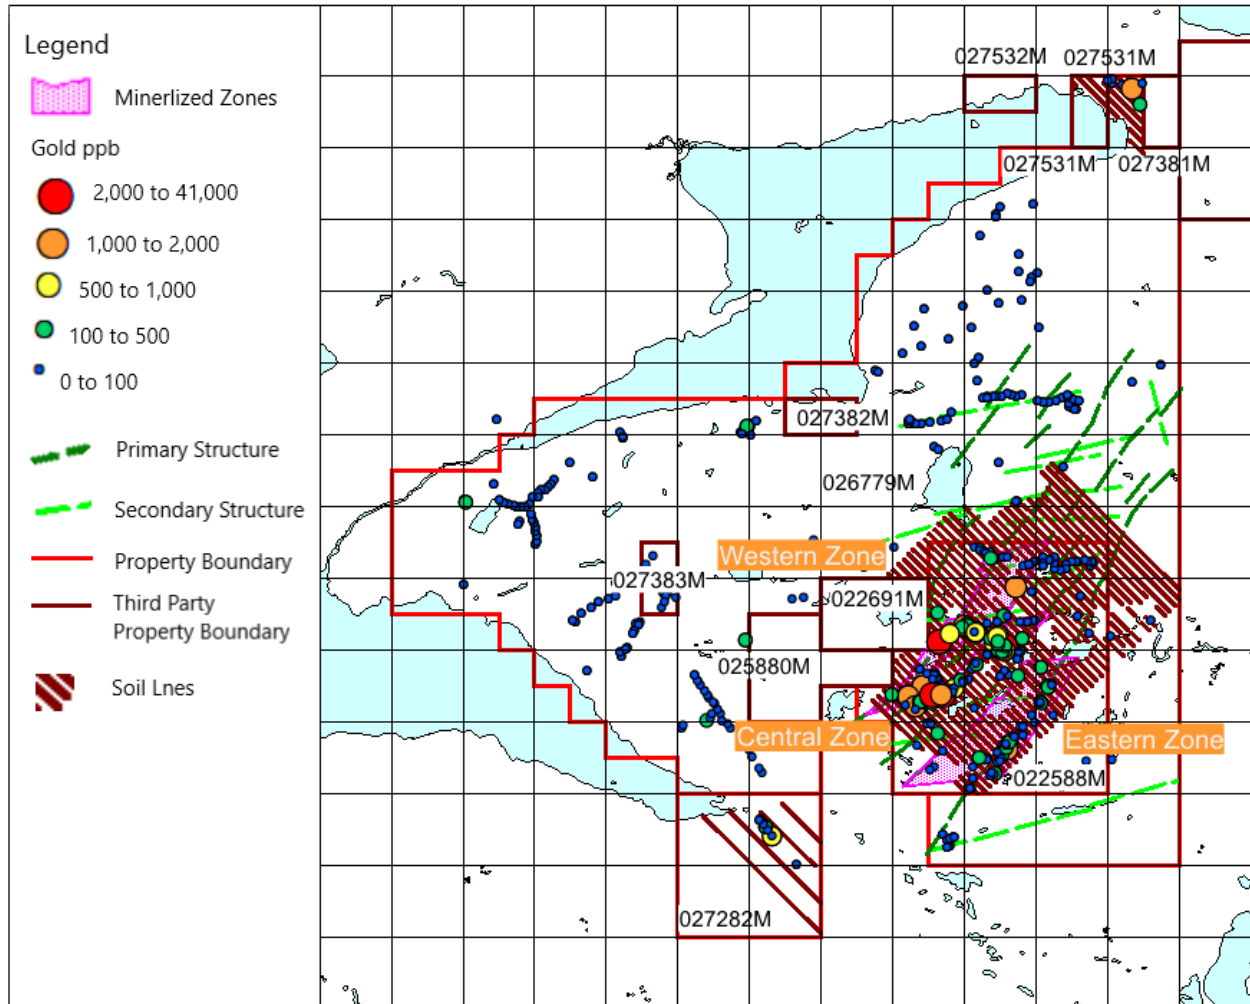 Legend
Minerlized Zones
Gold ppb
2,000 to 41,000
1,000 to 2,000
500 to 1,000
100 to 500
0 to 100
Primary Structure
Secondary Structure
Property Boundary
Third Party
Property Boundary
Soil Lnes
027532M
027531M
027531M
027381M
027382M
026779M
Western Zone
027383M
022691M
025880M
Central Zone
Eastern Zone
022588M
027282M